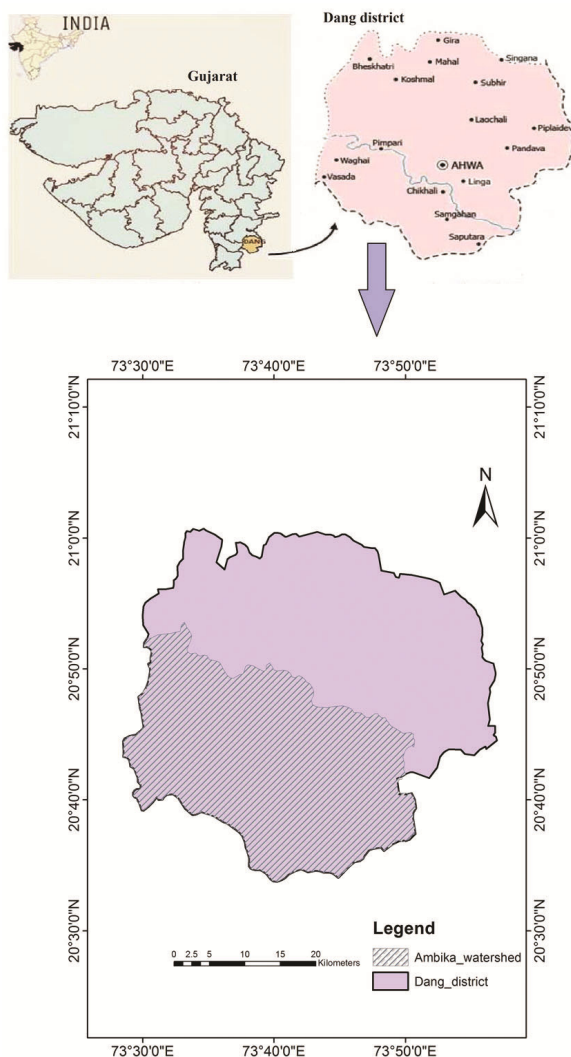 INDIA
Gujarat
DANG
Dang district
Gira
Mahal
Singana
Bheskhatri
Koshmal
Subhir
Laochali
Piplaidevi
Pimpari
Pandava
Waghai
AHWA
Vasada
Linga
Chikhali
Samgahan
Saputara
73°30'0"E 73°40'0"E 73°50'0"E
21°10'0"N 21°10'0"N
N
21°0'0"N 21°0'0"N
20°50'0"N 20°50'0"N
20°40'0"N 20°40'0"N
20°30'0"N 20°30'0"N
Legend
0 2.5 5 10 15 20
Kilometers
Ambika_watershed
Dang_district
73°30'0"E 73°40'0"E 73°50'0"E